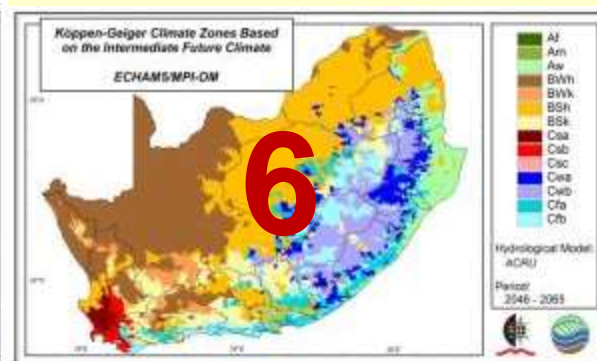 Köppen-Geiger Climate Zones Based
on the Intermediate Future Climate
ECHAM5/MPI-OM
6
Af
Am
Aw
BWh
BWk
BSh
BSk
Csa
Csb
Csc
Cwa
Cwb
Cfa
Cfb
Hydrological Model:
ACRU
Period:
2046 - 2065